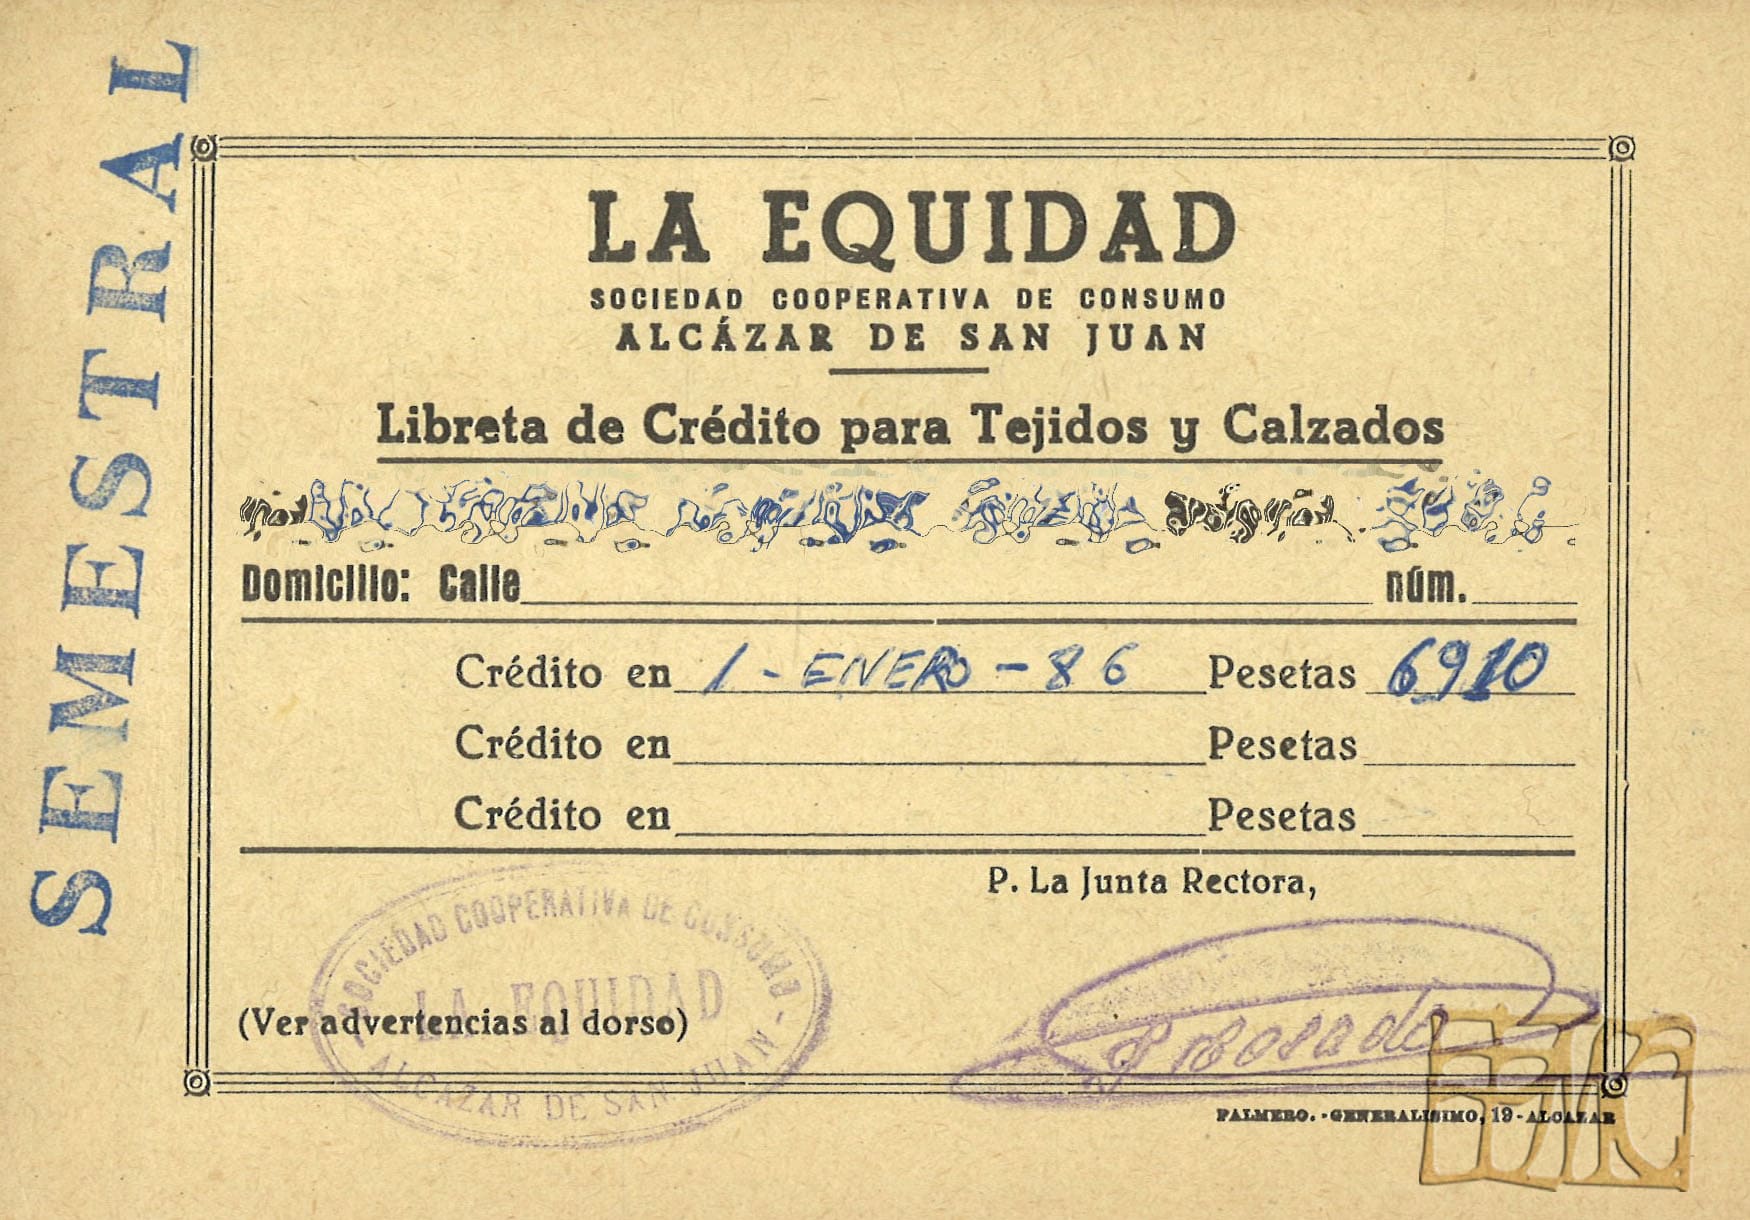 SEMESTRAL
LA EQUIDAD
SOCIEDAD COOPERATIVA DE CONSUMO
ALCÁZAR DE SAN JUAN
Libreta de Crédito para Tejidos y Calzados
Domicilio: Calle núm.
Crédito en 1-ENERO-86 Pesetas 6910
Crédito en Pesetas
Crédito en Pesetas
P. La Junta Rectora,
SOCIEDAD COOPERATIVA DE CONSUMO
LA EQUIDAD
- ALCAZAR DE SAN JUAN -
(Ver advertencias al dorso)
PALMERO.-GENERALISIMO, 19-ALCAZAR